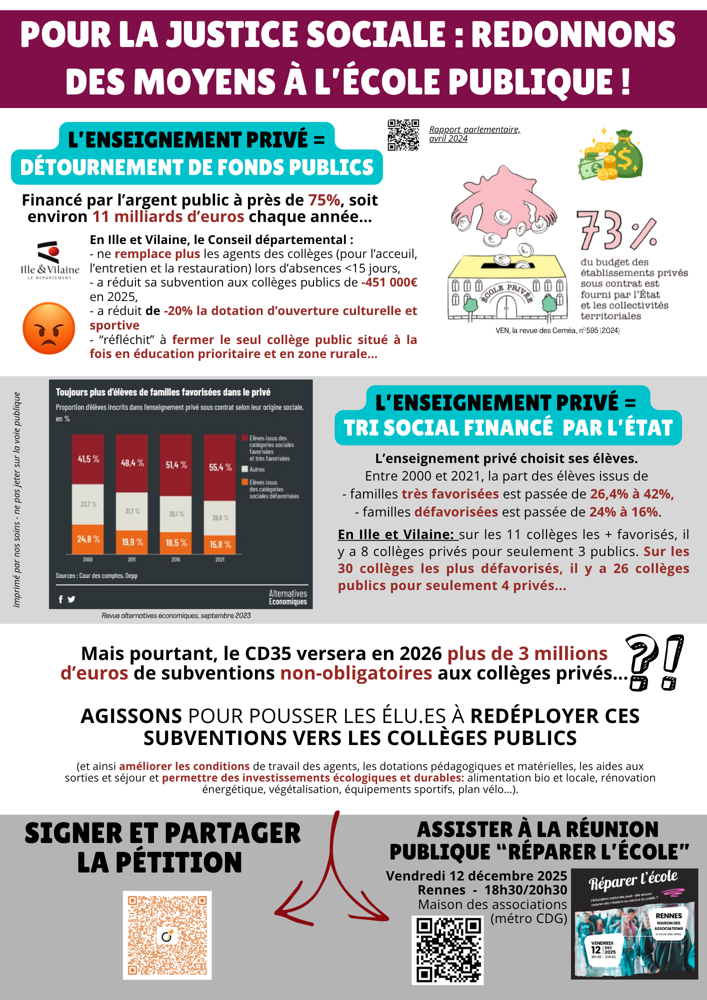 POUR LA JUSTICE SOCIALE : REDONNONS
DES MOYENS À L'ÉCOLE PUBLIQUE !
L'ENSEIGNEMENT PRIVÉ =
DÉTOURNEMENT DE FONDS PUBLICS
Rapport parlementaire,
avril 2024
Financé par l'argent public à près de 75%, soit
environ 11 milliards d'euros chaque année...
Ille & Vilaine
LE DÉPARTEMENT
En Ille et Vilaine, le Conseil départemental :
- ne remplace plus les agents des collèges (pour l'acceuil,
l'entretien et la restauration) lors d'absences <15 jours,
- a réduit sa subvention aux collèges publics de -451 000€
en 2025,
- a réduit de -20% la dotation d'ouverture culturelle et
sportive
- “réfléchit” à fermer le seul collège public situé à la
fois en éducation prioritaire et en zone rurale...
ÉCOLE PRIVÉE
73 %
du budget des
établissements privés
sous contrat est
fourni par l'État
et les collectivités
territoriales
VEN, la revue des Ceméa, n°595 (2024)
Imprimé par nos soins - ne pas jeter sur la voie publique
Toujours plus d'élèves de familles favorisées dans le privé
Proportion d'élèves inscrits dans l'enseignement privé sous contrat selon leur origine sociale,
en %
41,5 %
48,4 %
51,4 %
55,4 %
33,7 %
31,7 %
30,1 %
28,8 %
24,8 %
19,9 %
18,5 %
15,8 %
2000
2011
2016
2021
Elèves issus des
catégories sociales
favorisées
et très favorisées
Autres
Elèves issus
des catégories
sociales défavorisées
Sources : Cour des comptes, Depp
Alternatives
Economiques
Revue alternatives économiques, septembre 2023
L'ENSEIGNEMENT PRIVÉ =
TRI SOCIAL FINANCÉ PAR L'ÉTAT
L'enseignement privé choisit ses élèves.
Entre 2000 et 2021, la part des élèves issus de
- familles très favorisées est passée de 26,4% à 42%,
- familles défavorisées est passée de 24% à 16%.
En Ille et Vilaine: sur les 11 collèges les + favorisés, il
y a 8 collèges privés pour seulement 3 publics. Sur les
30 collèges les plus défavorisés, il y a 26 collèges
publics pour seulement 4 privés...
Mais pourtant, le CD35 versera en 2026 plus de 3 millions
d'euros de subventions non-obligatoires aux collèges privés...
?!
AGISSONS POUR POUSSER LES ÉLU.ES À REDÉPLOYER CES
SUBVENTIONS VERS LES COLLÈGES PUBLICS
(et ainsi améliorer les conditions de travail des agents, les dotations pédagogiques et matérielles, les aides aux
sorties et séjour et permettre des investissements écologiques et durables: alimentation bio et locale, rénovation
énergétique, végétalisation, équipements sportifs, plan vélo...).
SIGNER ET PARTAGER
LA PÉTITION
ASSISTER À LA RÉUNION
PUBLIQUE “RÉPARER L'ÉCOLE”
Vendredi 12 décembre 2025
Rennes - 18h30/20h30
Maison des associations
(métro CDG)
Réparer l'école
L'éducation nationale peut- elle encore
assurer ses missions au service du public ?
RENNES
MAISON DES
ASSOCIATIONS
6 cours des alliés
VENDREDI
12 DEC
2025
18h30 - 20h30